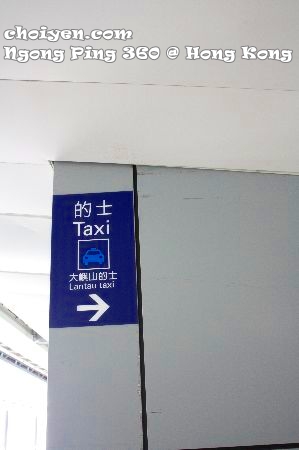 choiyen.com
Ngong Ping 360 @ Hong Kong
的士
Taxi
大嶼山的士
Lantau taxi